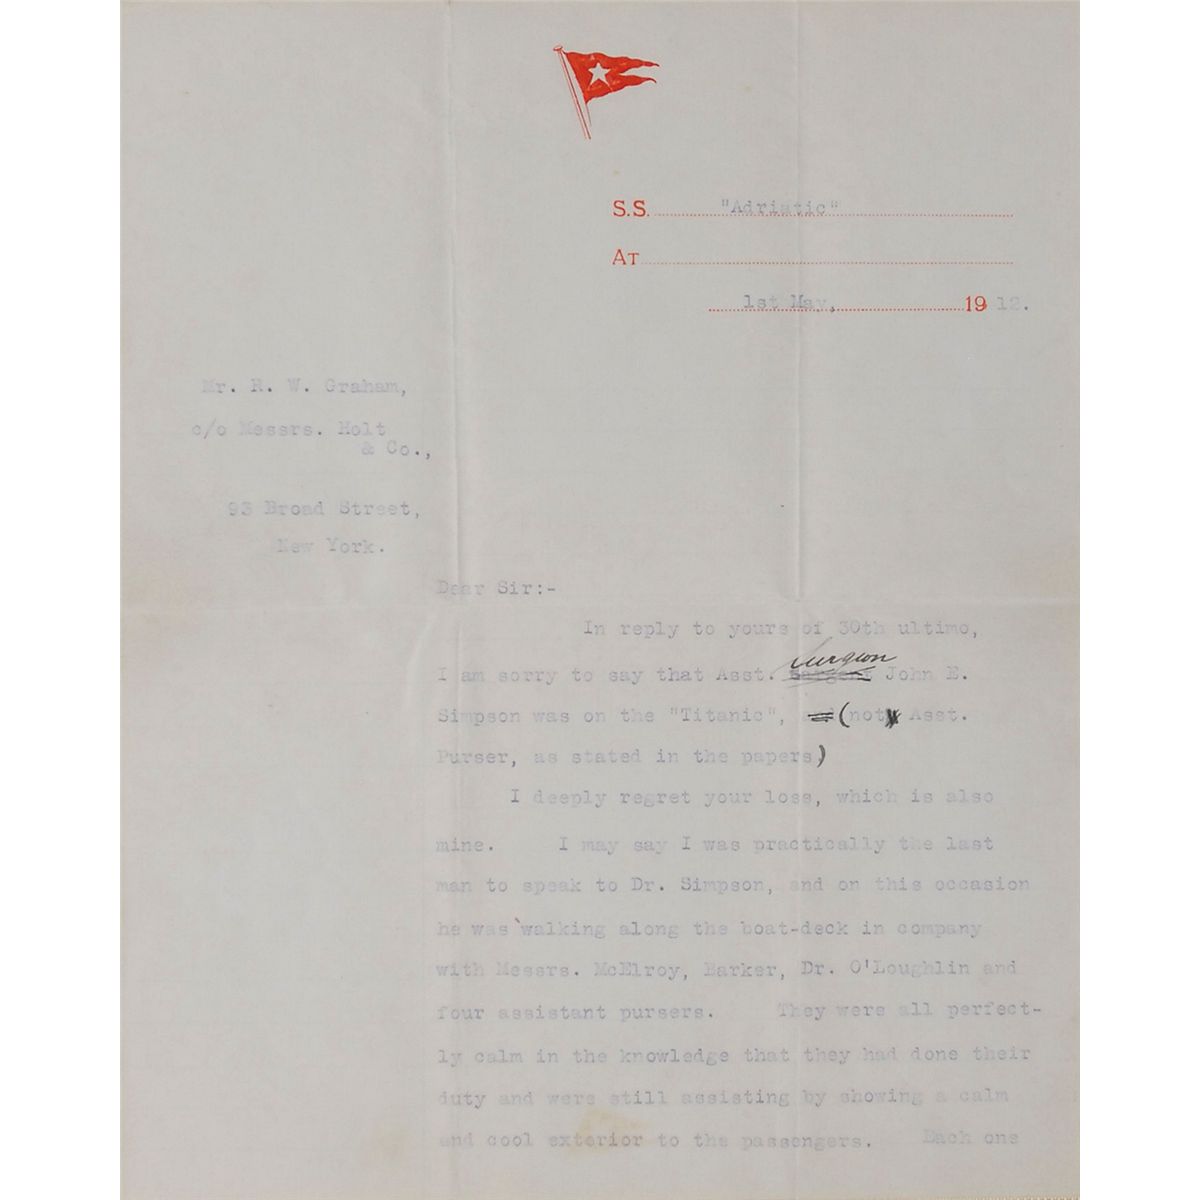 S.S. "Adriatic"
AT
1st May, 1912.
Mr. R. W. Graham,
c/o Messrs. Holt
& Co.,
93 Broad Street,
New York.
Dear Sir:-
In reply to yours of 30th ultimo,
I am sorry to say that Asst. Surgeon John E.
Simpson was on the "Titanic", (not Asst.
Purser, as stated in the papers)
I deeply regret your loss, which is also
mine. I may say I was practically the last
man to speak to Dr. Simpson, and on this occasion
he was walking along the boat-deck in company
with Messrs. McElroy, Barker, Dr. O'Loughlin and
four assistant pursers. They were all perfect-
ly calm in the knowledge that they had done their
duty and were still assisting by showing a calm
and cool exterior to the passengers. Each one